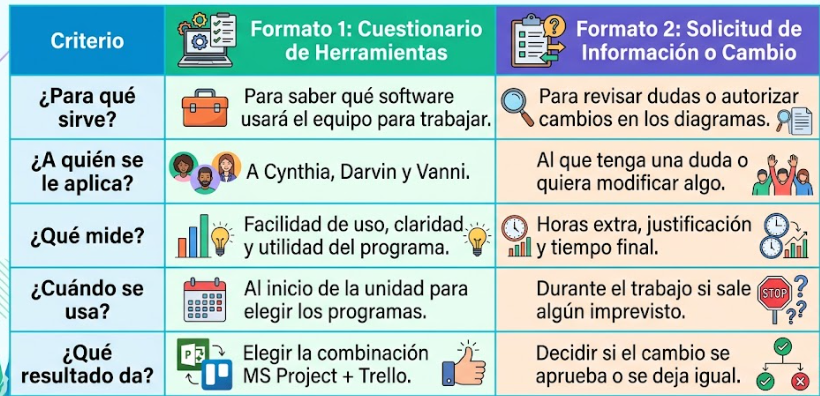 Criterio
Formato 1: Cuestionario
de Herramientas
Formato 2: Solicitud de
Información o Cambio
¿Para qué
sirve?
Para saber qué software
usará el equipo para trabajar.
Para revisar dudas o autorizar
cambios en los diagramas.
¿A quién se
le aplica?
A Cynthia, Darvin y Vanni.
Al que tenga una duda o
quiera modificar algo.
¿Qué mide?
Facilidad de uso, claridad
y utilidad del programa.
Horas extra, justificación
y tiempo final.
¿Cuándo se
usa?
Al inicio de la unidad para
elegir los programas.
Durante el trabajo si sale
algún imprevisto.
STOP
???
¿Qué
resultado da?
P
Elegir la combinación
MS Project + Trello.
Decidir si el cambio se
aprueba o se deja igual.